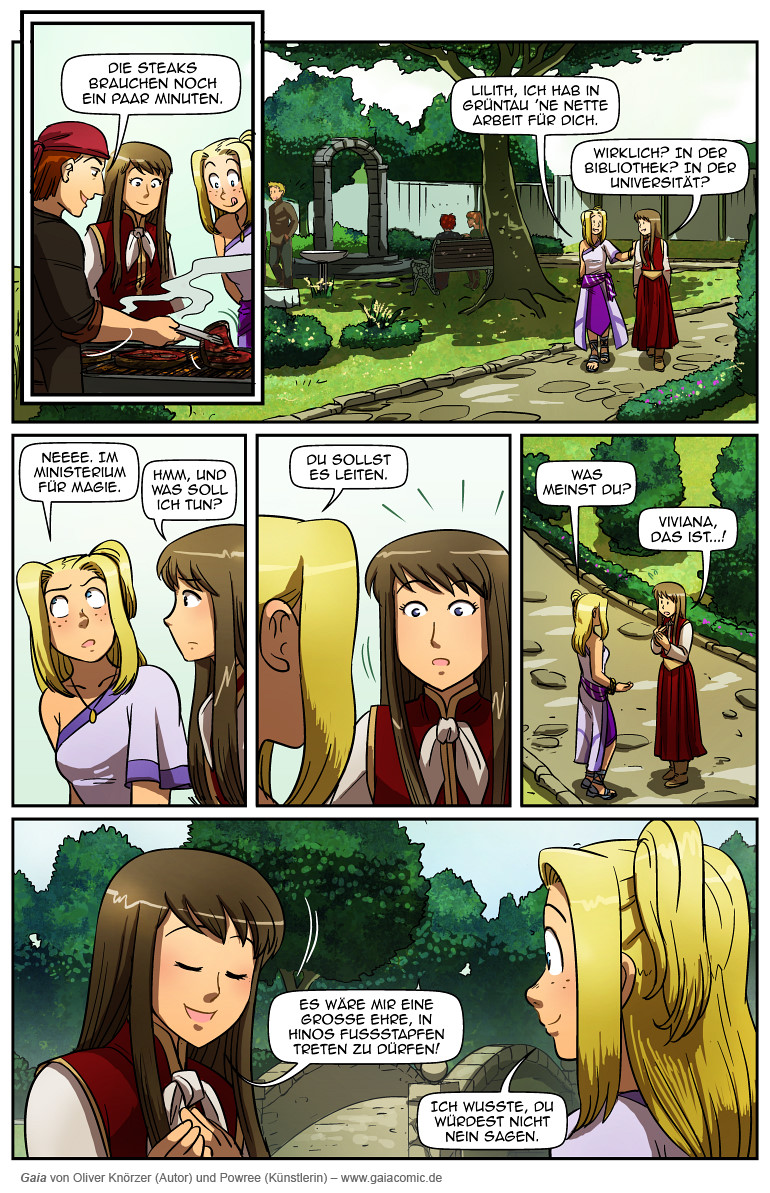 DIE STEAKS
BRAUCHEN NOCH
EIN PAAR MINUTEN.
LILITH, ICH HAB IN
GRÜNTAU 'NE NETTE
ARBEIT FÜR DICH.
WIRKLICH? IN DER
BIBLIOTHEK? IN DER
UNIVERSITÄT?
NEEEE. IM
MINISTERIUM
FÜR MAGIE.
HMM, UND
WAS SOLL
ICH TUN?
DU SOLLST
ES LEITEN.
WAS
MEINST DU?
VIVIANA,
DAS IST...!
ES WÄRE MIR EINE
GROSSE EHRE, IN
HINOS FUSSSTAPFEN
TRETEN ZU DÜRFEN!
ICH WUSSTE, DU
WÜRDEST NICHT
NEIN SAGEN.
Gaia von Oliver Knörzer (Autor) und Powree (Künstlerin) – www.gaiacomic.de